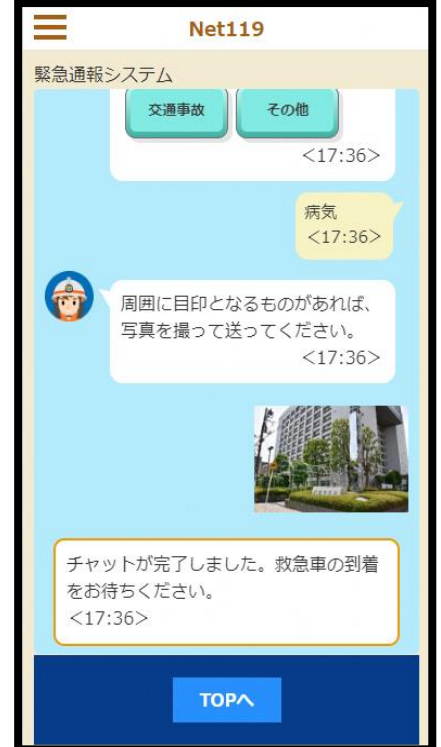 Net119
緊急通報システム
交通事故
その他
<17:36>
病気
<17:36>
周囲に目印となるものがあれば、
写真を撮って送ってください。
<17:36>
チャットが完了しました。救急車の到着
をお待ちください。
<17:36>
TOPへ